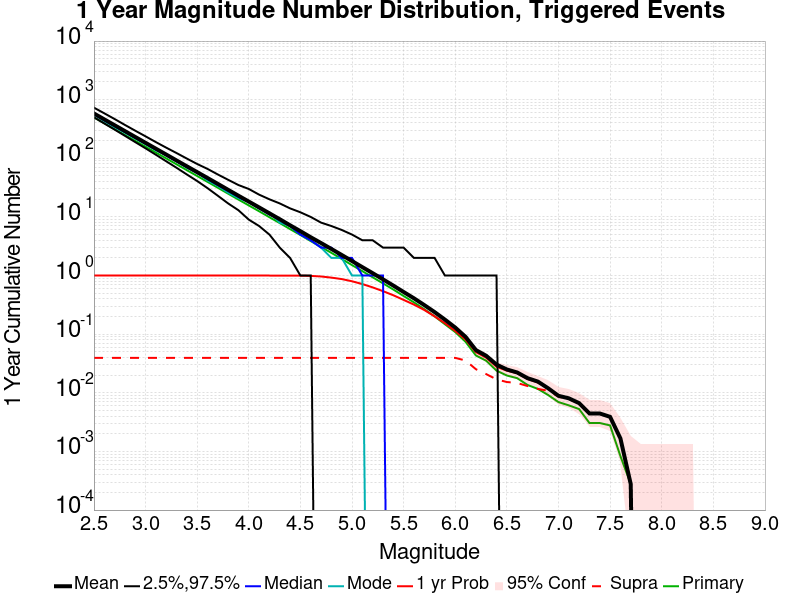 1 Year Magnitude Number Distribution, Triggered Events
1 Year Cumulative Number
10^4
10^3
10^2
10^1
10^0
10^-1
10^-2
10^-3
10^-4
2.5 3.0 3.5 4.0 4.5 5.0 5.5 6.0 6.5 7.0 7.5 8.0 8.5 9.0
Magnitude
Mean 2.5%,97.5% Median Mode 1 yr Prob 95% Conf Supra Primary